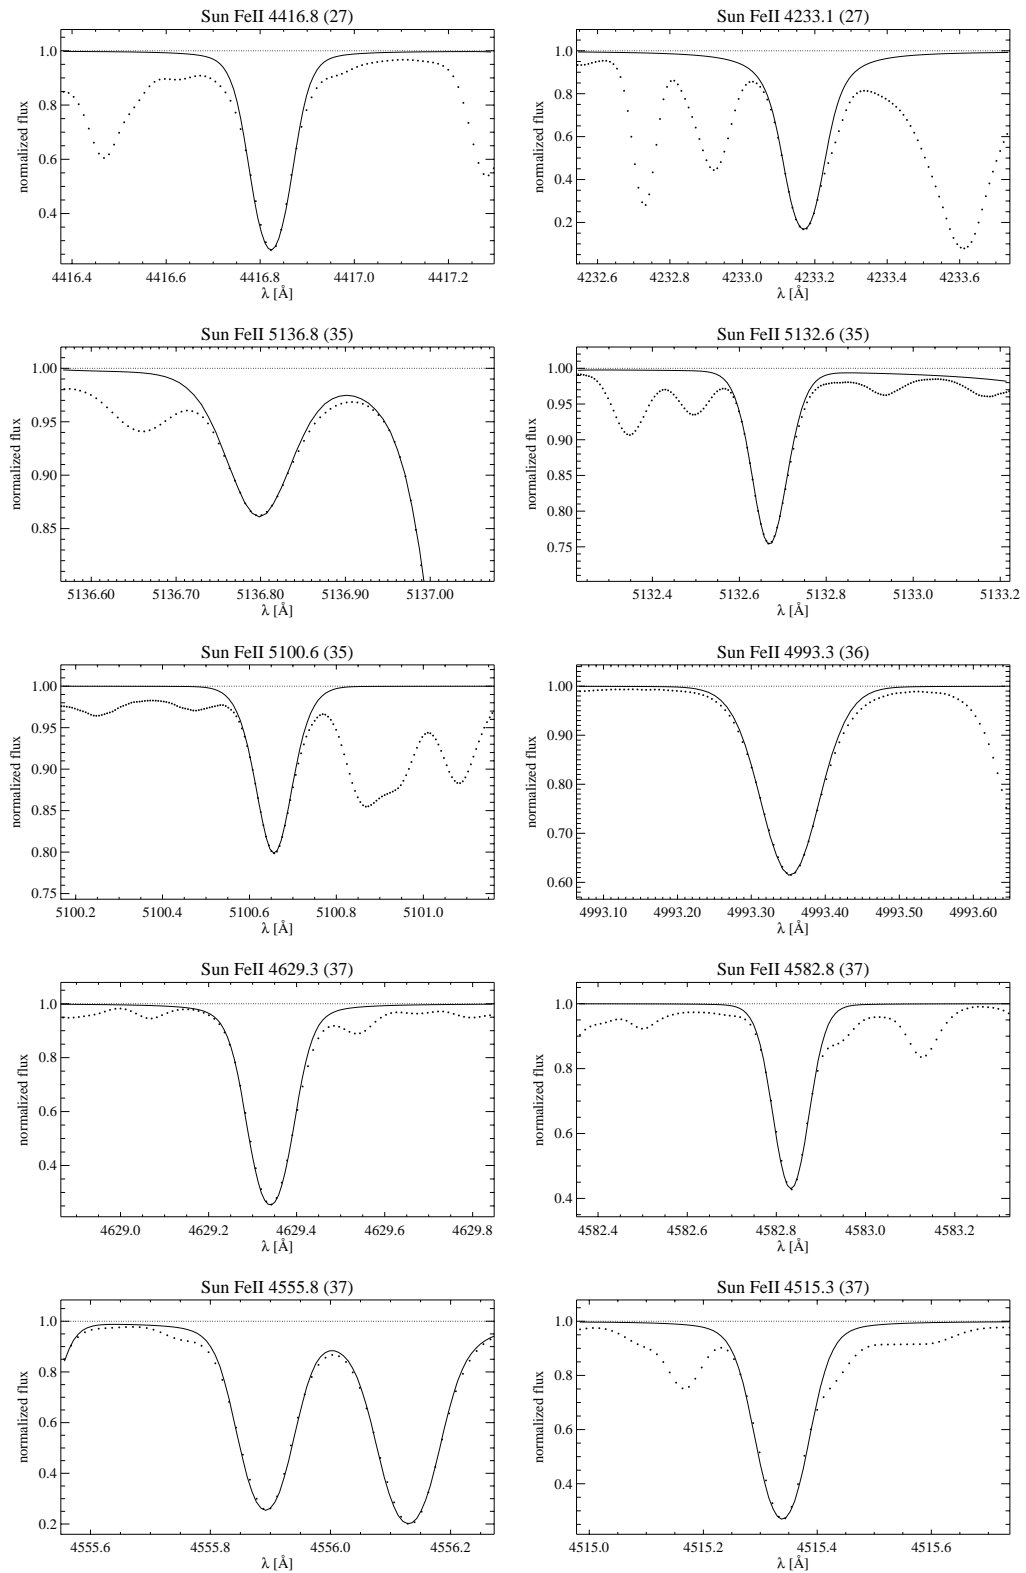 Sun FeII 4416.8 (27)
normalized flux
1.0
0.8
0.6
0.4
4416.4 4416.6 4416.8 4417.0 4417.2
λ [Å]
Sun FeII 4233.1 (27)
normalized flux
1.0
0.8
0.6
0.4
0.2
4232.6 4232.8 4233.0 4233.2 4233.4 4233.6
λ [Å]
Sun FeII 5136.8 (35)
normalized flux
1.00
0.95
0.90
0.85
5136.60 5136.70 5136.80 5136.90 5137.00
λ [Å]
Sun FeII 5132.6 (35)
normalized flux
1.00
0.95
0.90
0.85
0.80
0.75
5132.4 5132.6 5132.8 5133.0 5133.2
λ [Å]
Sun FeII 5100.6 (35)
normalized flux
1.00
0.95
0.90
0.85
0.80
0.75
5100.2 5100.4 5100.6 5100.8 5101.0
λ [Å]
Sun FeII 4993.3 (36)
normalized flux
1.00
0.90
0.80
0.70
0.60
4993.10 4993.20 4993.30 4993.40 4993.50 4993.60
λ [Å]
Sun FeII 4629.3 (37)
normalized flux
1.0
0.8
0.6
0.4
4629.0 4629.2 4629.4 4629.6 4629.8
λ [Å]
Sun FeII 4582.8 (37)
normalized flux
1.0
0.8
0.6
0.4
4582.4 4582.6 4582.8 4583.0 4583.2
λ [Å]
Sun FeII 4555.8 (37)
normalized flux
1.0
0.8
0.6
0.4
0.2
4555.6 4555.8 4556.0 4556.2
λ [Å]
Sun FeII 4515.3 (37)
normalized flux
1.0
0.8
0.6
0.4
4515.0 4515.2 4515.4 4515.6
λ [Å]